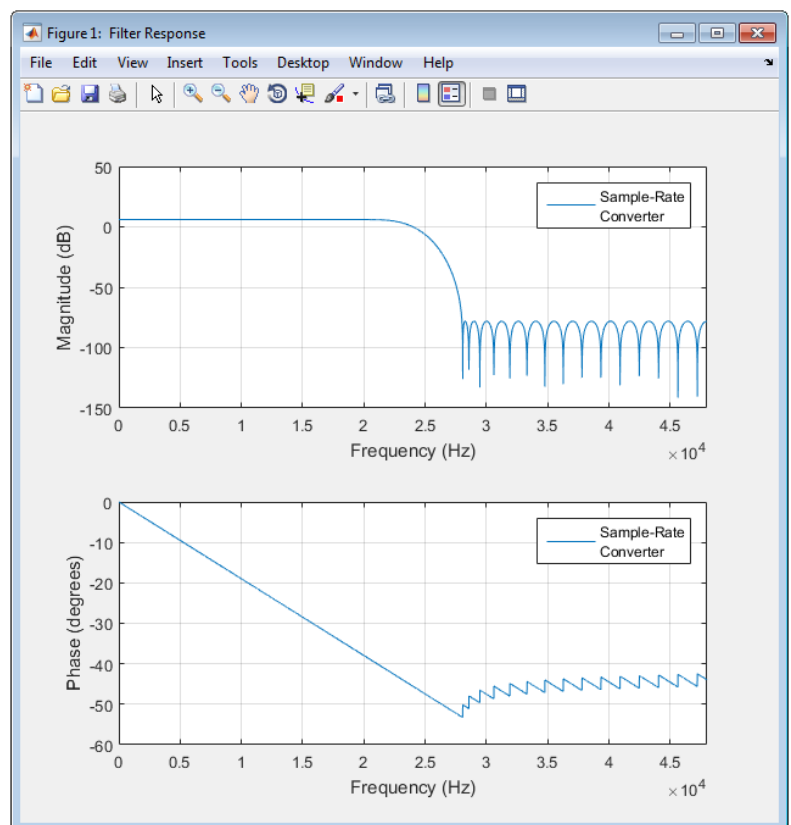 Figure 1: Filter Response
File Edit View Insert Tools Desktop Window Help
50
0
-50
-100
-150
Magnitude (dB)
Sample-Rate
Converter
0 0.5 1 1.5 2 2.5 3 3.5 4 4.5
Frequency (Hz)
×10^4
0
-10
-20
-30
-40
-50
-60
Phase (degrees)
Sample-Rate
Converter
0 0.5 1 1.5 2 2.5 3 3.5 4 4.5
Frequency (Hz)
×10^4